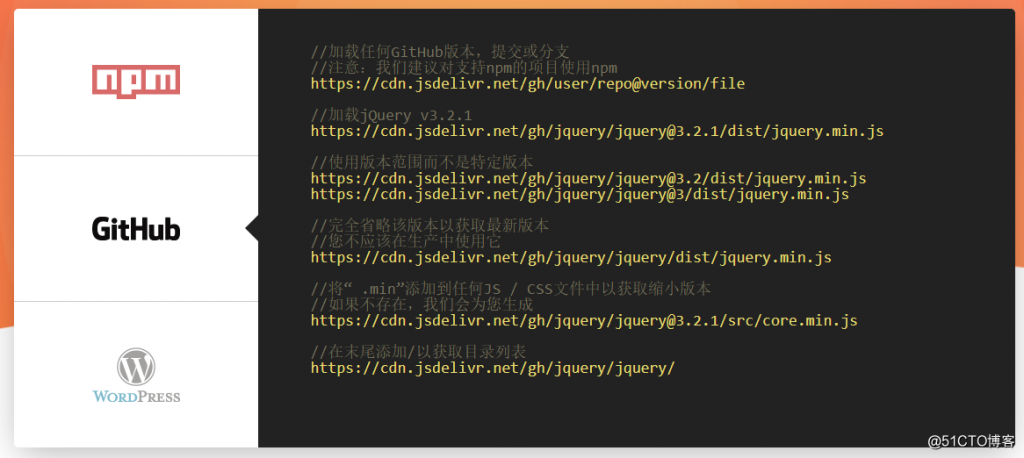 npm
GitHub
WORDPRESS
//加载任何GitHub版本，提交或分支
//注意：我们建议对支持npm的项目使用npm
https://cdn.jsdelivr.net/gh/user/repo@version/file
//加载jQuery v3.2.1
https://cdn.jsdelivr.net/gh/jquery/jquery@3.2.1/dist/jquery.min.js
//使用版本范围而不是特定版本
https://cdn.jsdelivr.net/gh/jquery/jquery@3.2/dist/jquery.min.js
https://cdn.jsdelivr.net/gh/jquery/jquery@3/dist/jquery.min.js
//完全省略该版本以获取最新版本
//您不应该在生产中使用它
https://cdn.jsdelivr.net/gh/jquery/jquery/dist/jquery.min.js
//将“ .min”添加到任何JS / CSS文件中以获取缩小版本
//如果不存在，我们会为您生成
https://cdn.jsdelivr.net/gh/jquery/jquery@3.2.1/src/core.min.js
//在末尾添加/以获取目录列表
https://cdn.jsdelivr.net/gh/jquery/jquery/
@51CTO博客